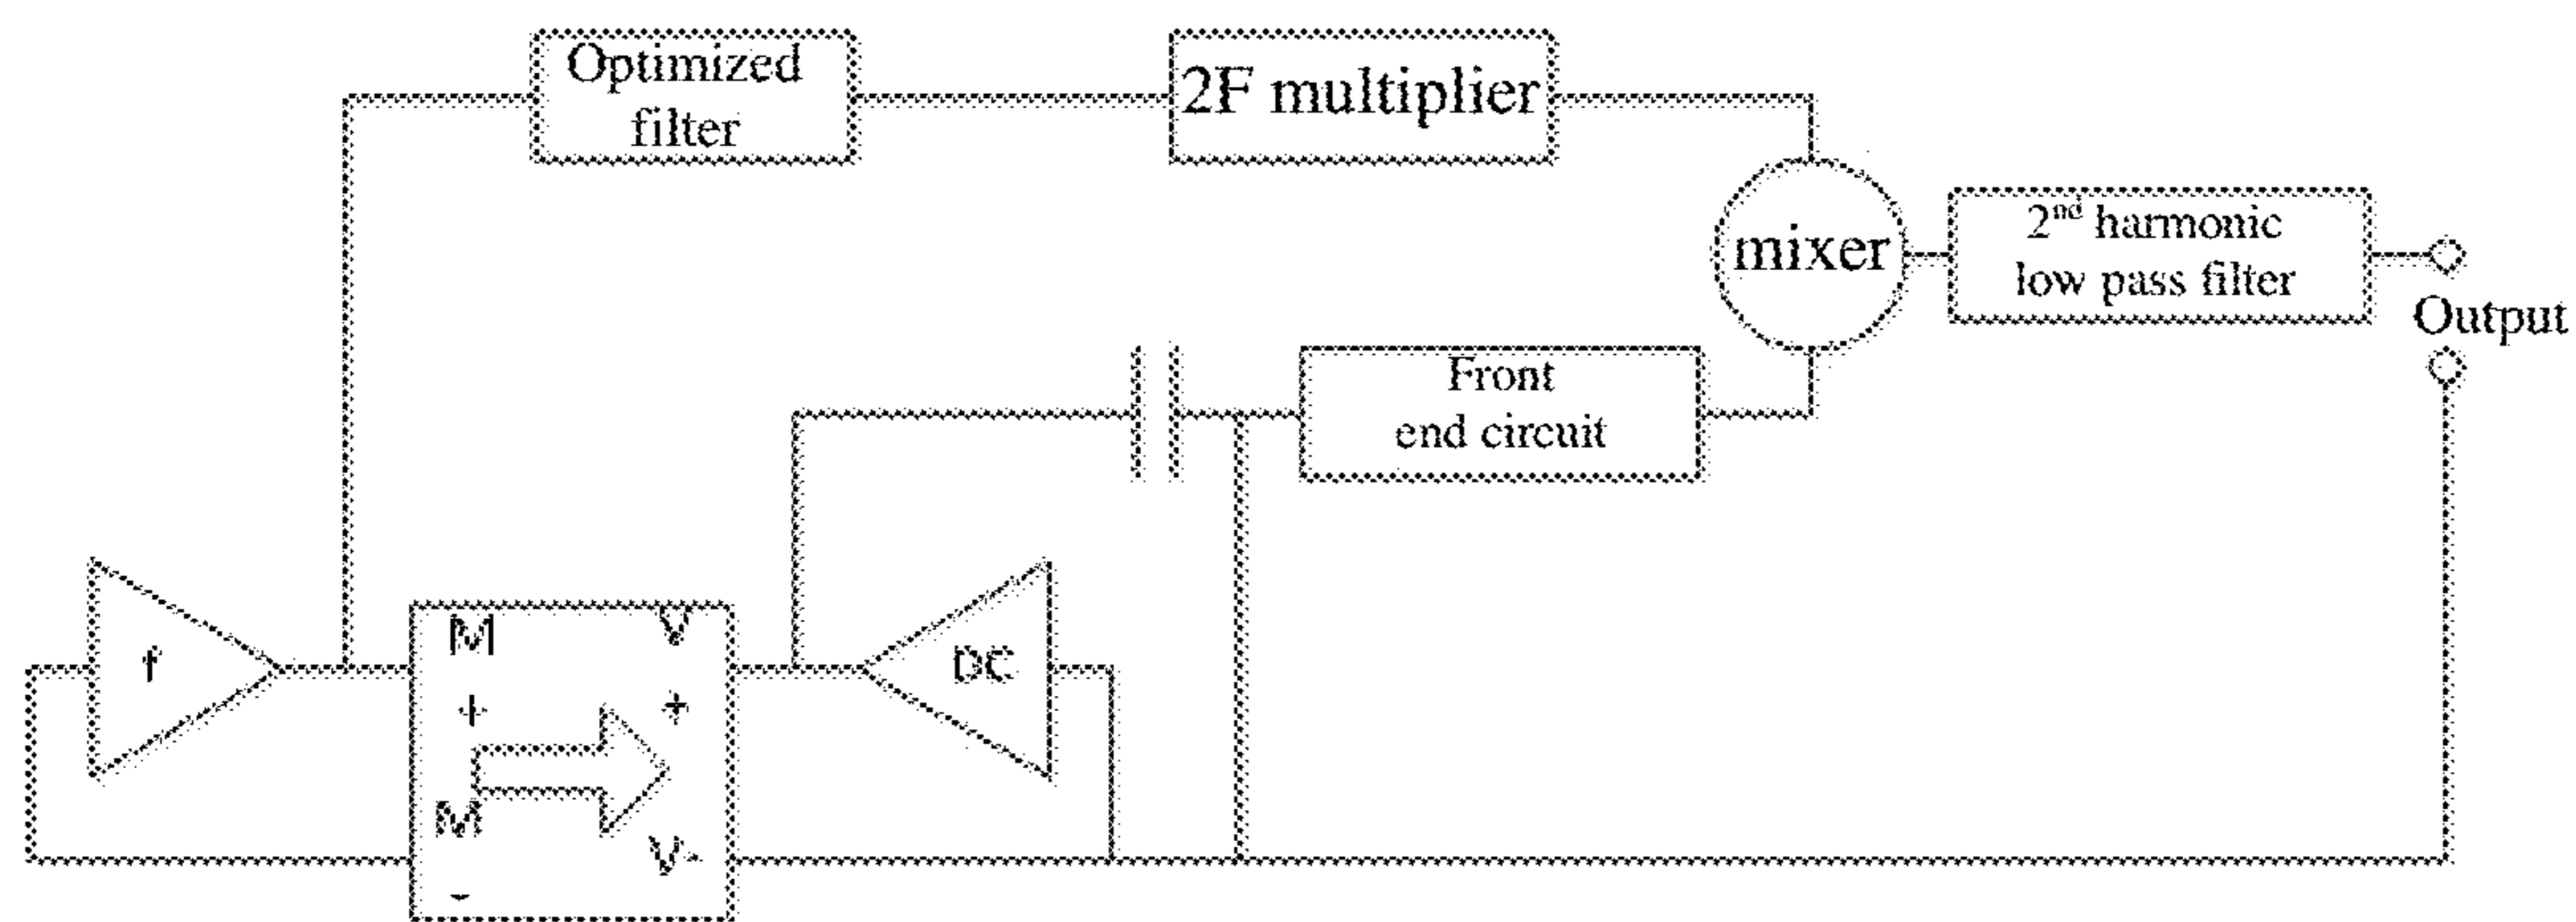 Optimized
filter
2F multiplier
mixer
2nd harmonic
low pass filter
Output
Front
end circuit
f
M
V
DC
+
+
M
V-
-